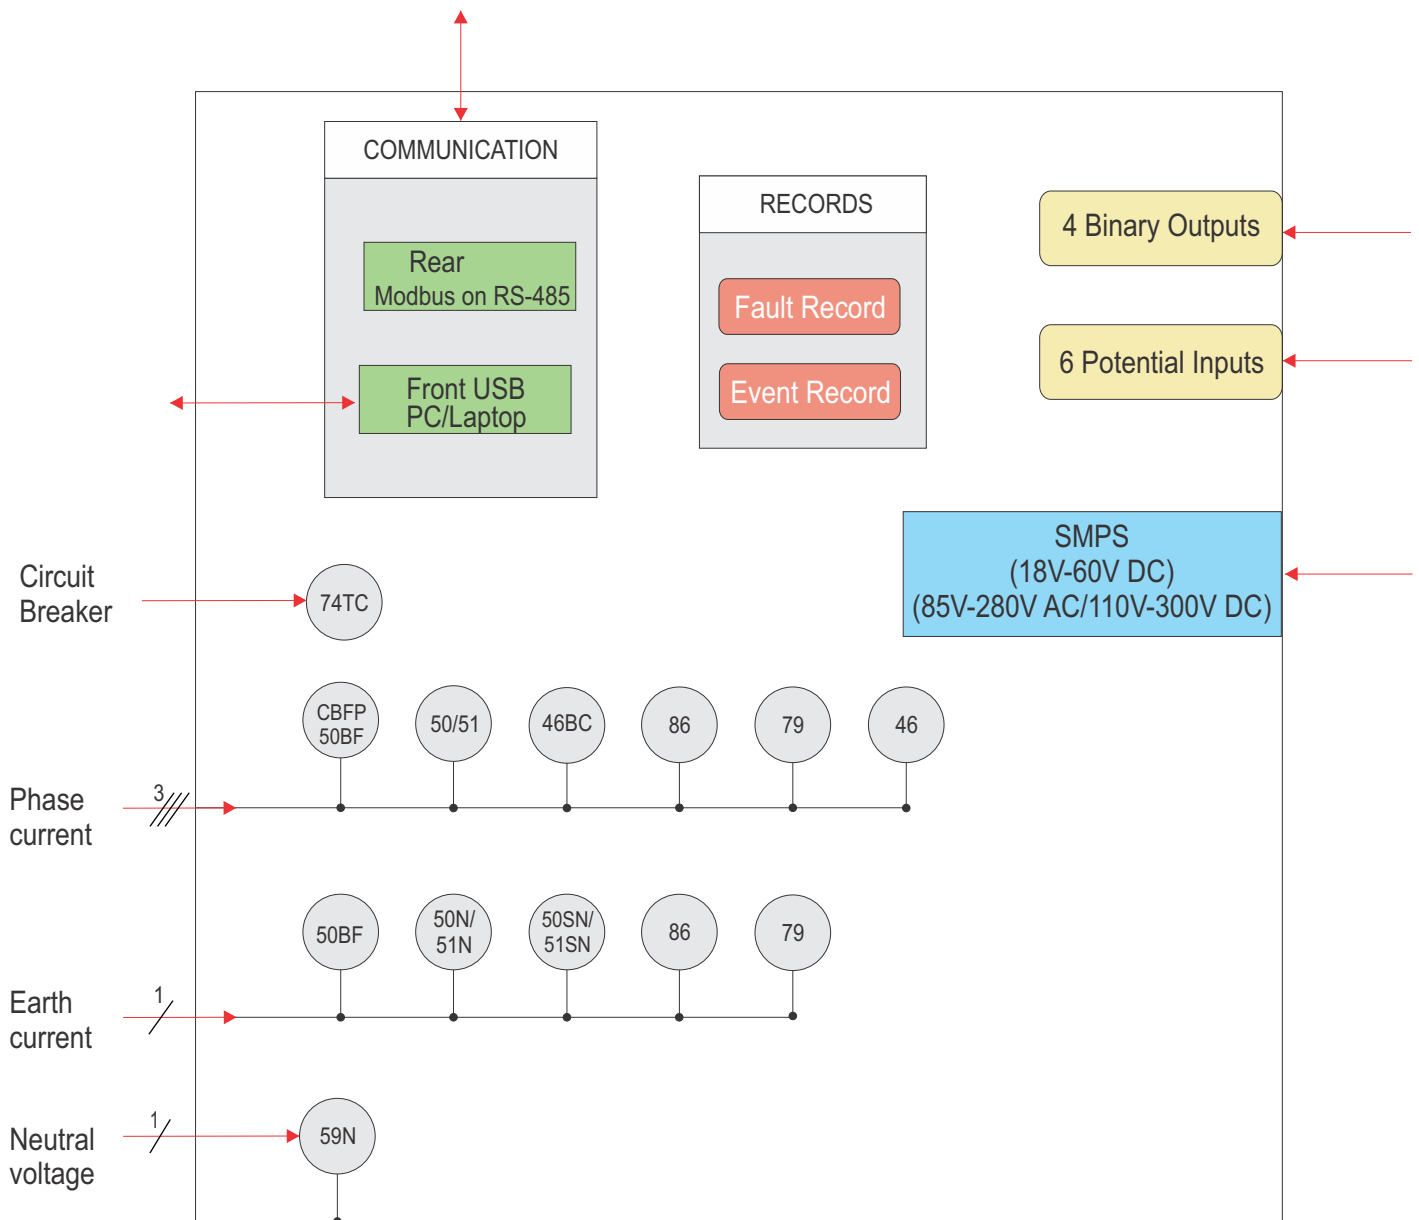 COMMUNICATION
Rear
Modbus on RS-485
Front USB
PC/Laptop
RECORDS
Fault Record
Event Record
4 Binary Outputs
6 Potential Inputs
SMPS
(18V-60V DC)
(85V-280V AC/110V-300V DC)
Circuit
Breaker
74TC
Phase
current
3
CBFP
50BF
50/51
46BC
86
79
46
Earth
current
1
50BF
50N/
51N
50SN/
51SN
86
79
Neutral
voltage
1
59N